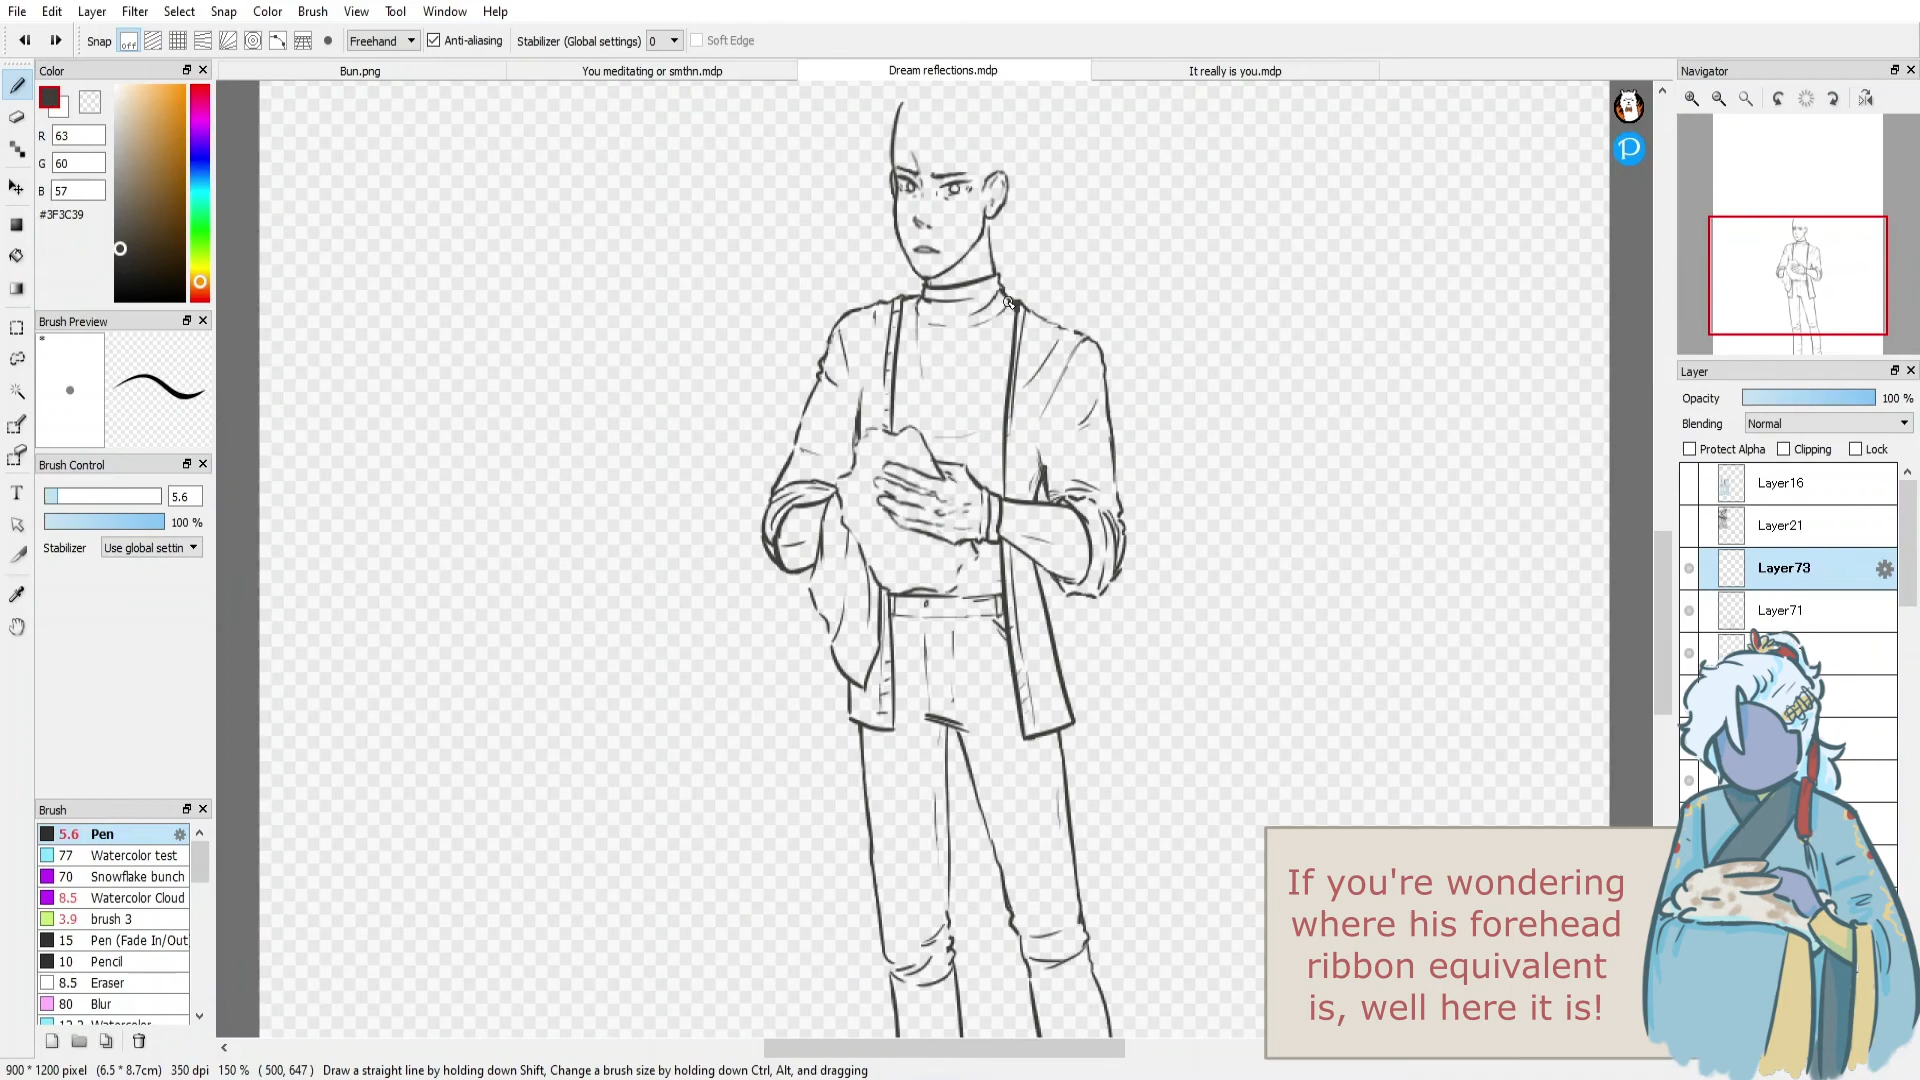 File Edit Layer Filter Select Snap Color Brush View Tool Window Help
Snap off Freehand Anti-aliasing Stabilizer (Global settings) 0 Soft Edge
Color
Bun.png You meditating or smthn.mdp Dream reflections.mdp It really is you.mdp
Navigator
R 63
G 60
B 57
#3F3C39
Brush Preview
Brush Control
5.6
100 %
Stabilizer Use global settin
Brush
5.6 Pen
77 Watercolor test
70 Snowflake bunch
8.5 Watercolor Cloud
3.9 brush 3
15 Pen (Fade In/Out
10 Pencil
8.5 Eraser
80 Blur
Layer
Opacity 100 %
Blending Normal
Protect Alpha Clipping Lock
Layer16
Layer21
Layer73
Layer71
If you're wondering
where his forehead
ribbon equivalent
is, well here it is!
900 * 1200 pixel (6.5 * 8.7cm) 350 dpi 150 % ( 500, 647 ) Draw a straight line by holding down Shift, Change a brush size by holding down Ctrl, Alt, and dragging